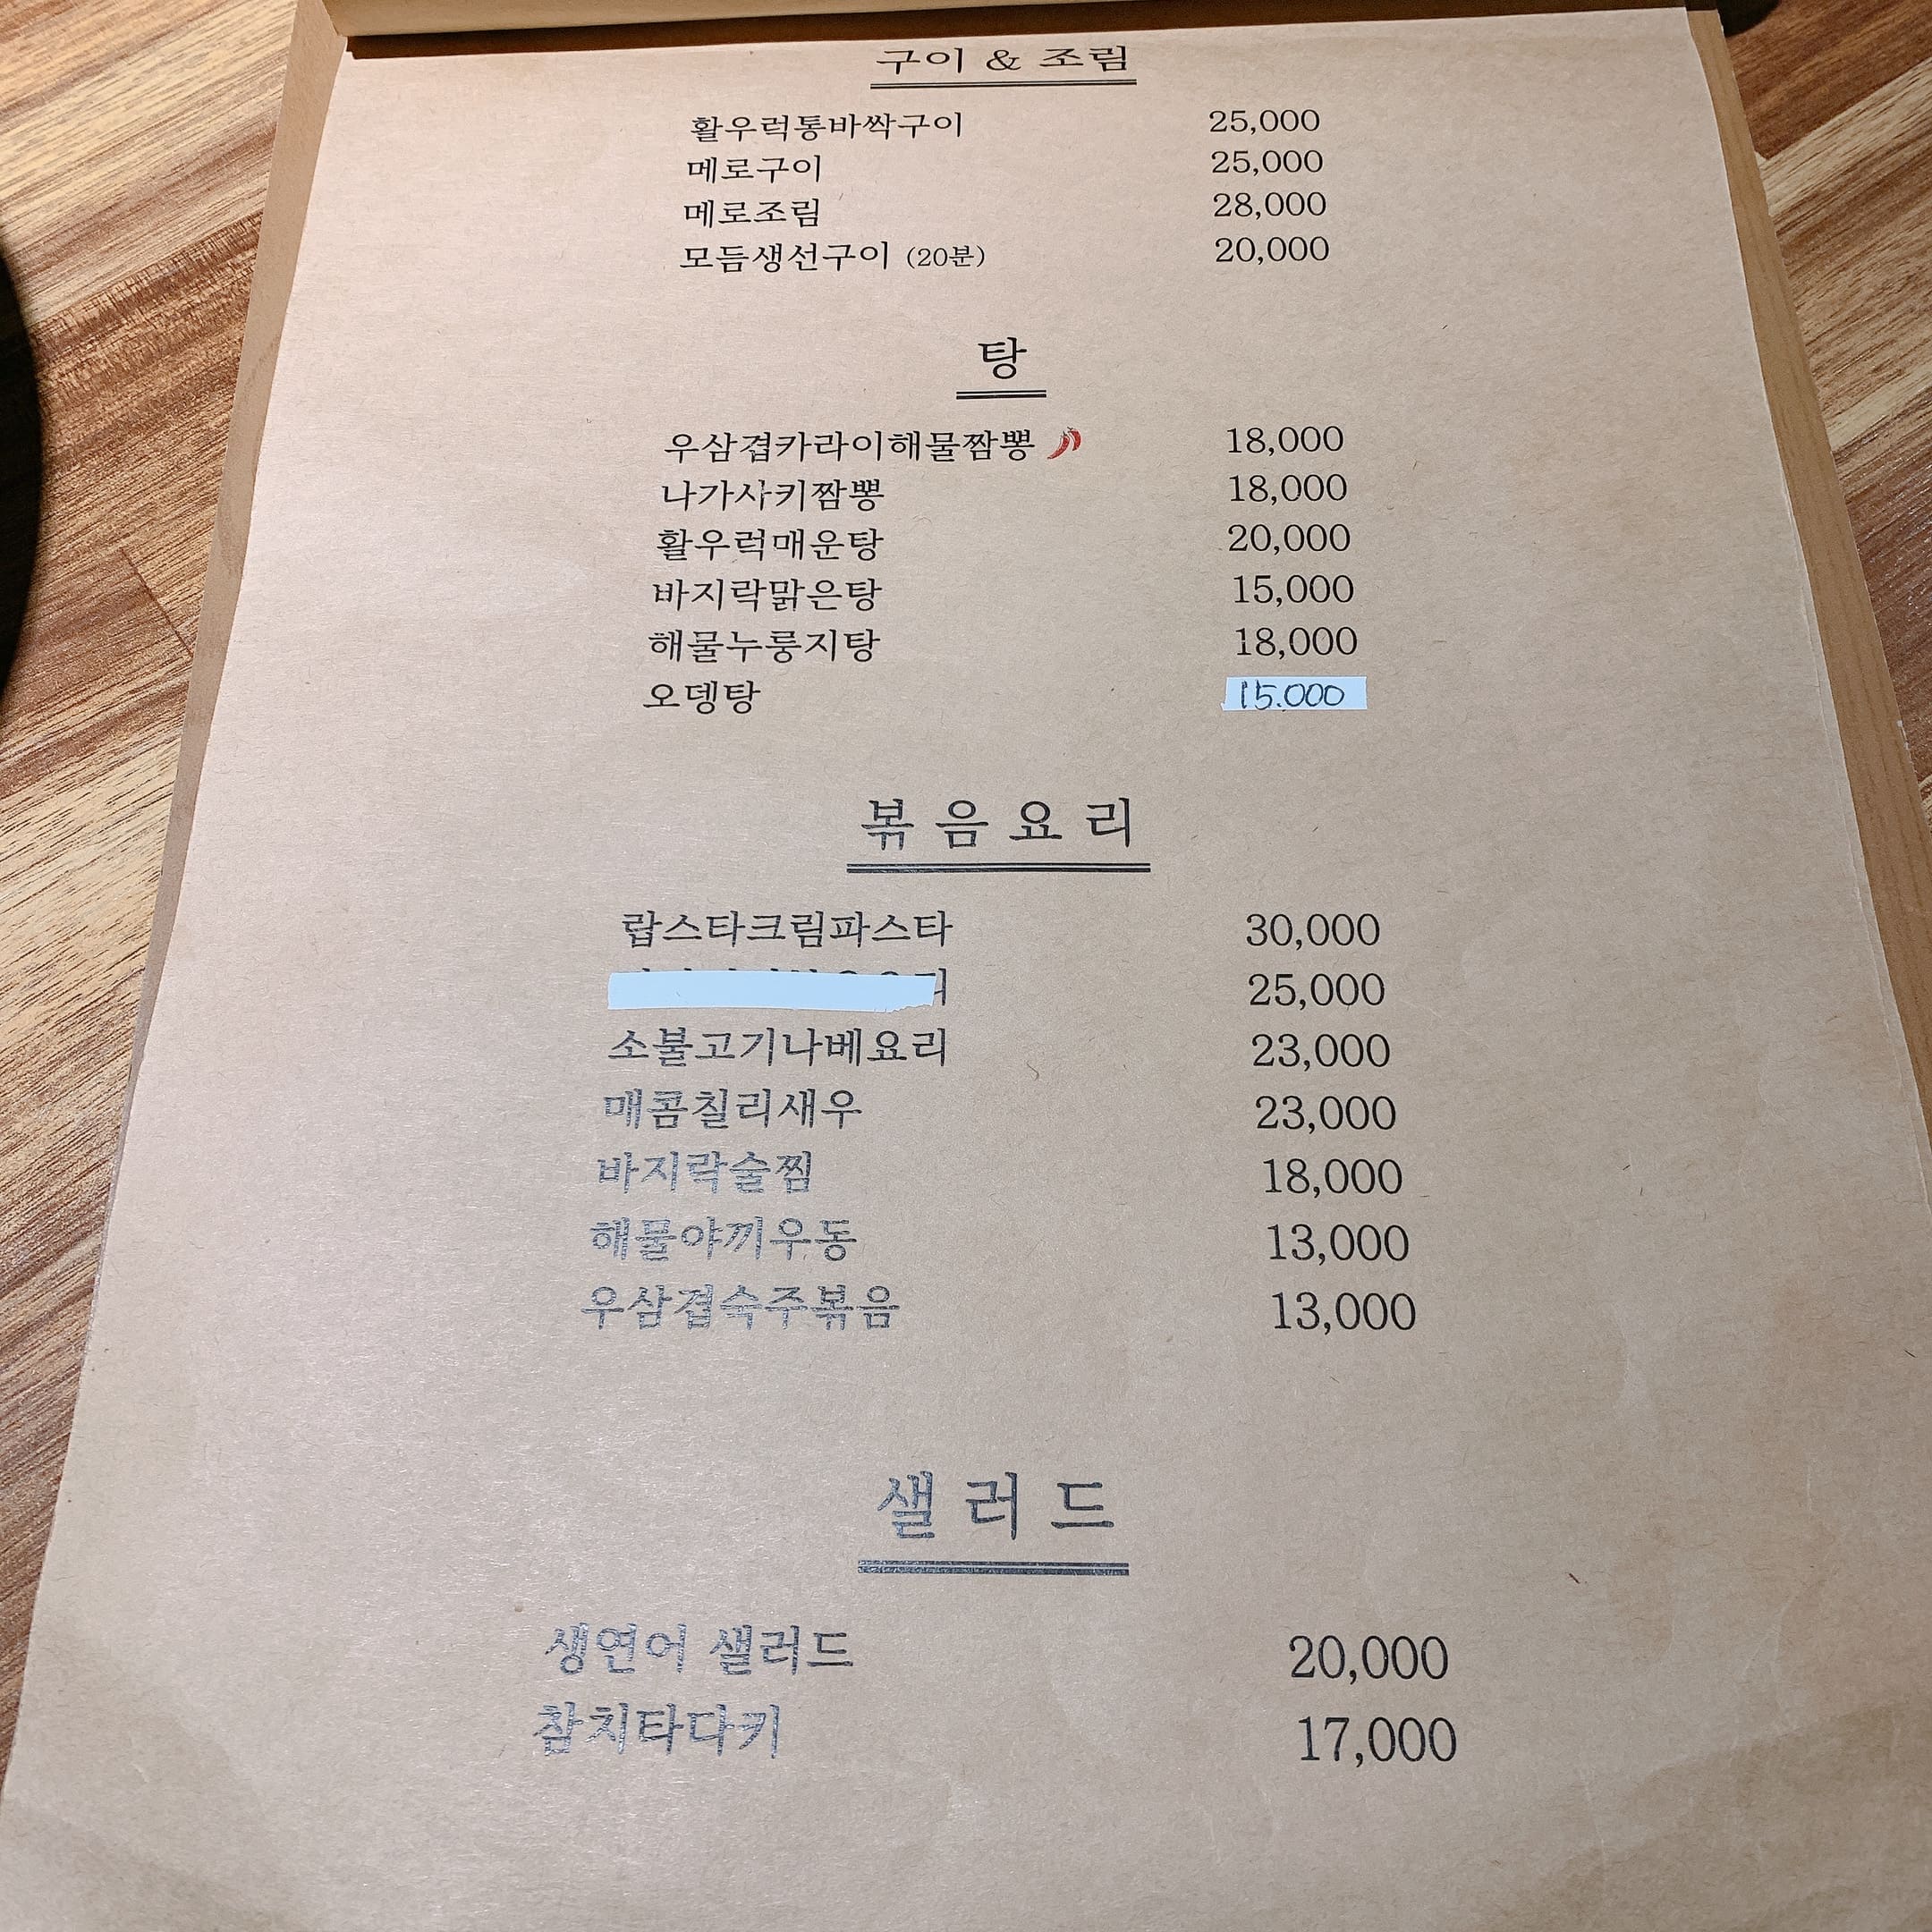 구이 & 조림
활우럭통바싹구이 25,000
메로구이 25,000
메로조림 28,000
모듬생선구이 (20분) 20,000
탕
우삼겹카라이해물짬뽕 18,000
나가사키짬뽕 18,000
활우럭매운탕 20,000
바지락맑은탕 15,000
해물누룽지탕 18,000
오뎅탕 15.000
볶음요리
랍스타크림파스타 30,000
25,000
소불고기나베요리 23,000
매콤칠리새우 23,000
바지락술찜 18,000
해물야끼우동 13,000
우삼겹숙주볶음 13,000
샐러드
생연어 샐러드 20,000
참치타다키 17,000